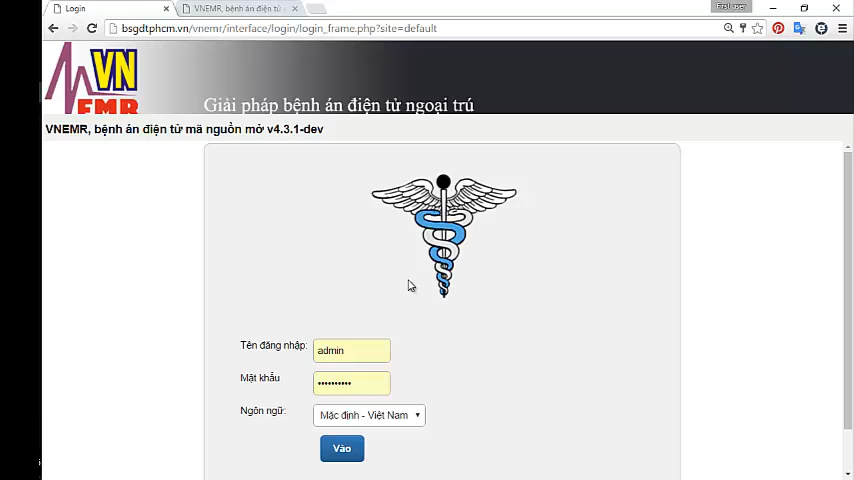 Login
VNEMR, bệnh án điện tử
First user
bsgdtphcm.vn/vnemr/interface/login/login_frame.php?site=default
VN
EMR
Giải pháp bệnh án điện tử ngoại trú
VNEMR, bệnh án điện tử mã nguồn mở v4.3.1-dev
Tên đăng nhập:
admin
Mật khẩu
••••••••••
Ngôn ngữ:
Mặc định - Việt Nam
Vào